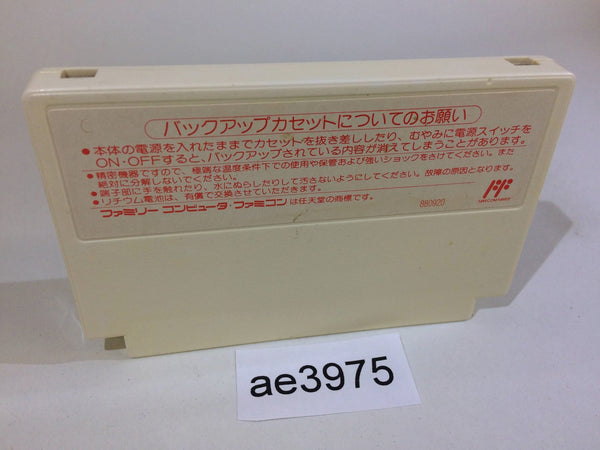 バックアップカセットについてのお願い
●本体の電源を入れたままでカセットを抜き差ししたり、むやみに電源スイッチを
ON・OFFすると、バックアップされている内容が消えてしまうことがあります。
●精密機器ですので、極端な温度条件下での使用や保管および強いショックをさけてください。また
絶対に分解しないでください。
●端子部に手を触れたり、水にぬらしたりして汚さないようにしてください。故障の原因となります。
●リチウム電池は、有償で交換させていただきます。
ファミリー コンピュータ・ファミコンは任天堂の商標です。
880920
ae3975